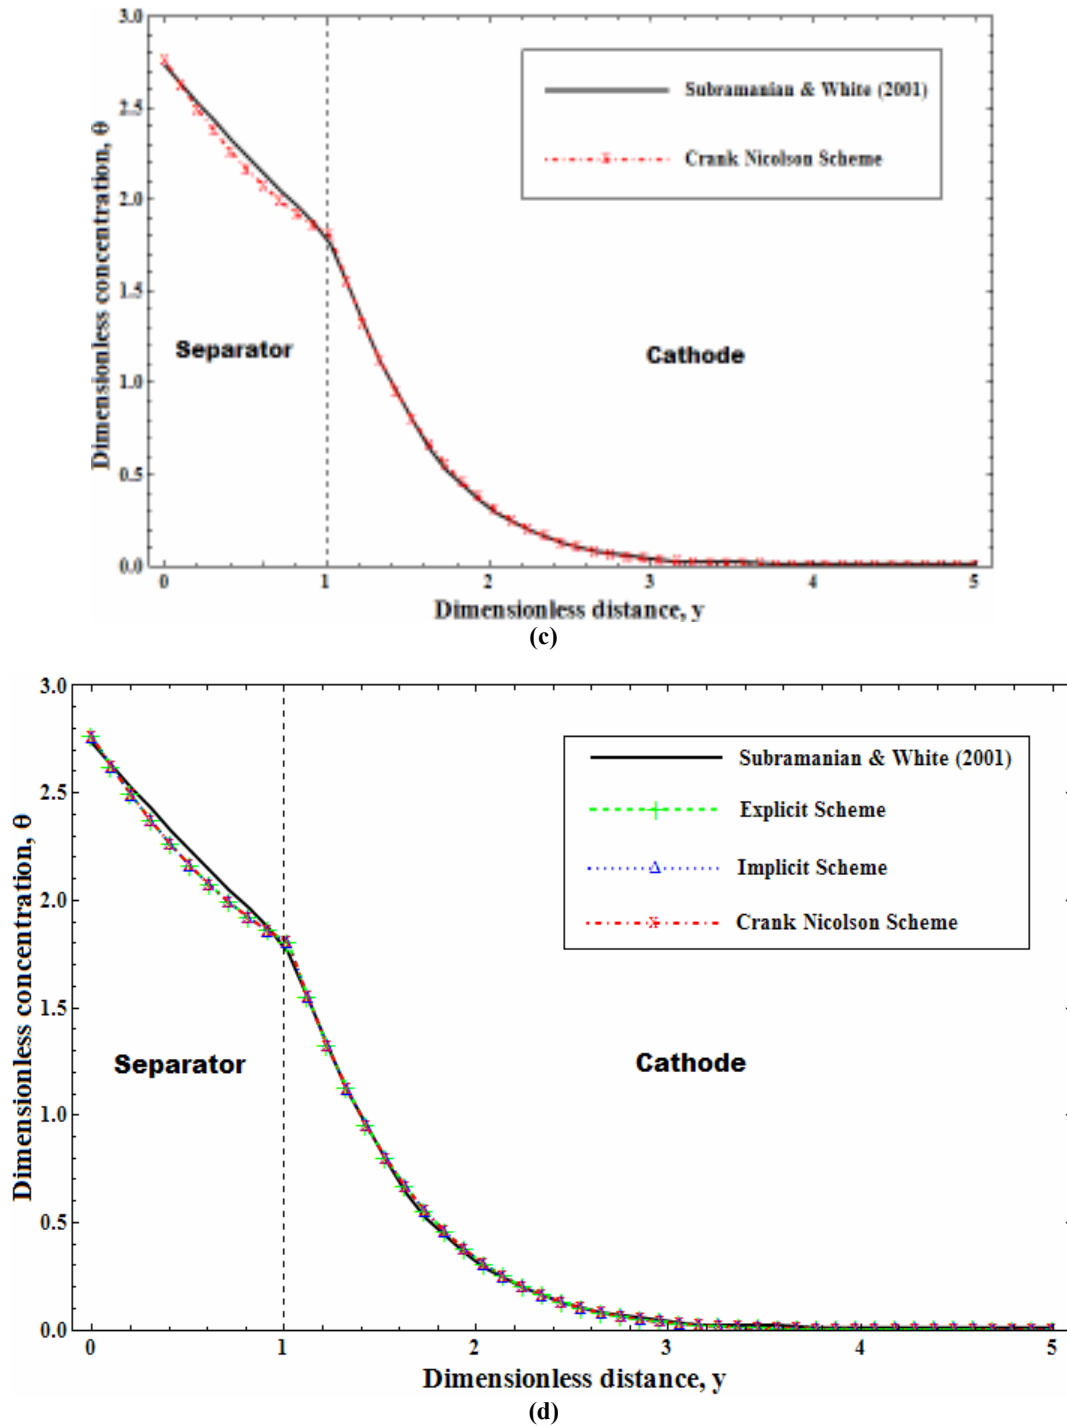 3.0
2.5
2.0
1.5
1.0
0.5
0.0
Dimensionless concentration, θ
Subramanian & White (2001)
Crank Nicolson Scheme
Separator
Cathode
0 1 2 3 4 5
Dimensionless distance, y
(c)
3.0
2.5
2.0
1.5
1.0
0.5
0.0
Dimensionless concentration, θ
Subramanian & White (2001)
Explicit Scheme
Implicit Scheme
Crank Nicolson Scheme
Separator
Cathode
0 1 2 3 4 5
Dimensionless distance, y
(d)